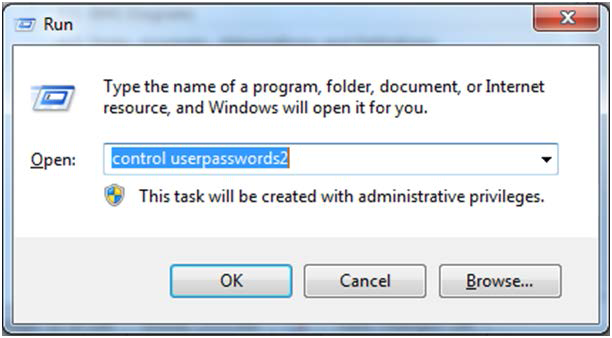 Run
Type the name of a program, folder, document, or Internet
resource, and Windows will open it for you.
Open: control userpasswords2
This task will be created with administrative privileges.
OK Cancel Browse...